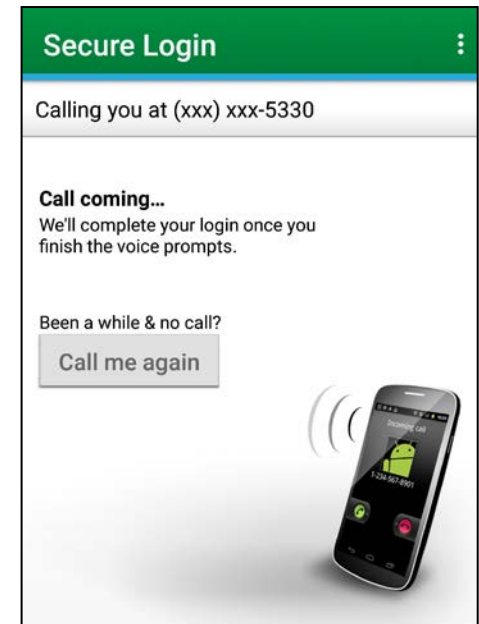 Secure Login
Calling you at (xxx) xxx-5330
Call coming...
We'll complete your login once you
finish the voice prompts.
Been a while & no call?
Call me again
Incoming call
1-234-567-8901